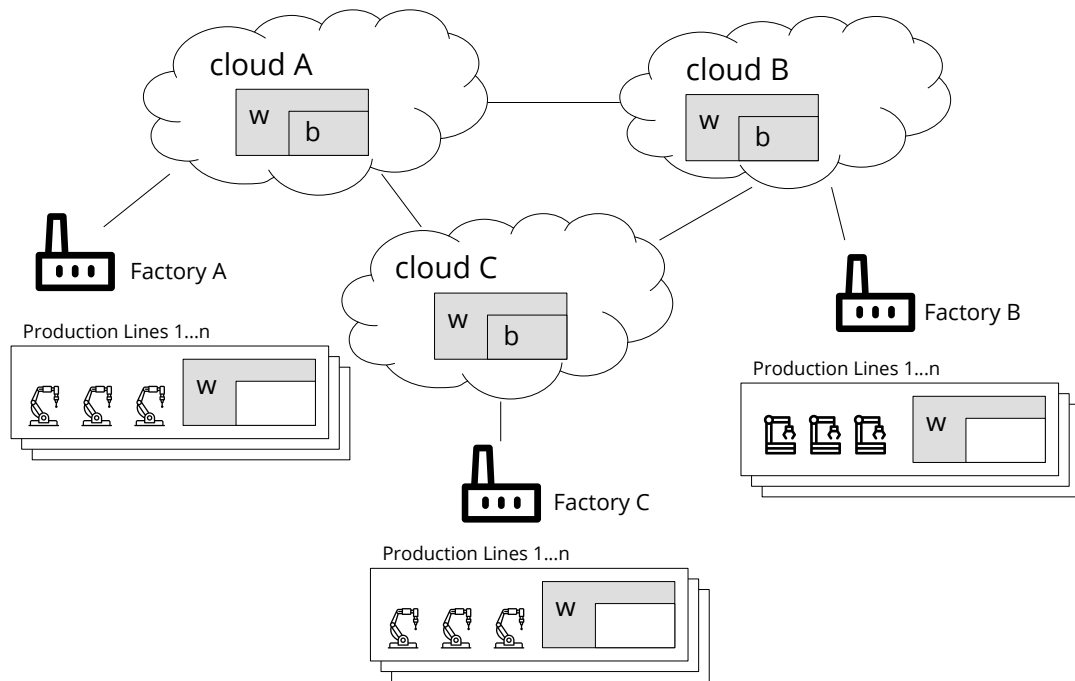 cloud A
w
b
cloud B
w
b
Factory A
cloud C
w
b
Factory B
Production Lines 1...n
w
Production Lines 1...n
w
Factory C
Production Lines 1...n
w